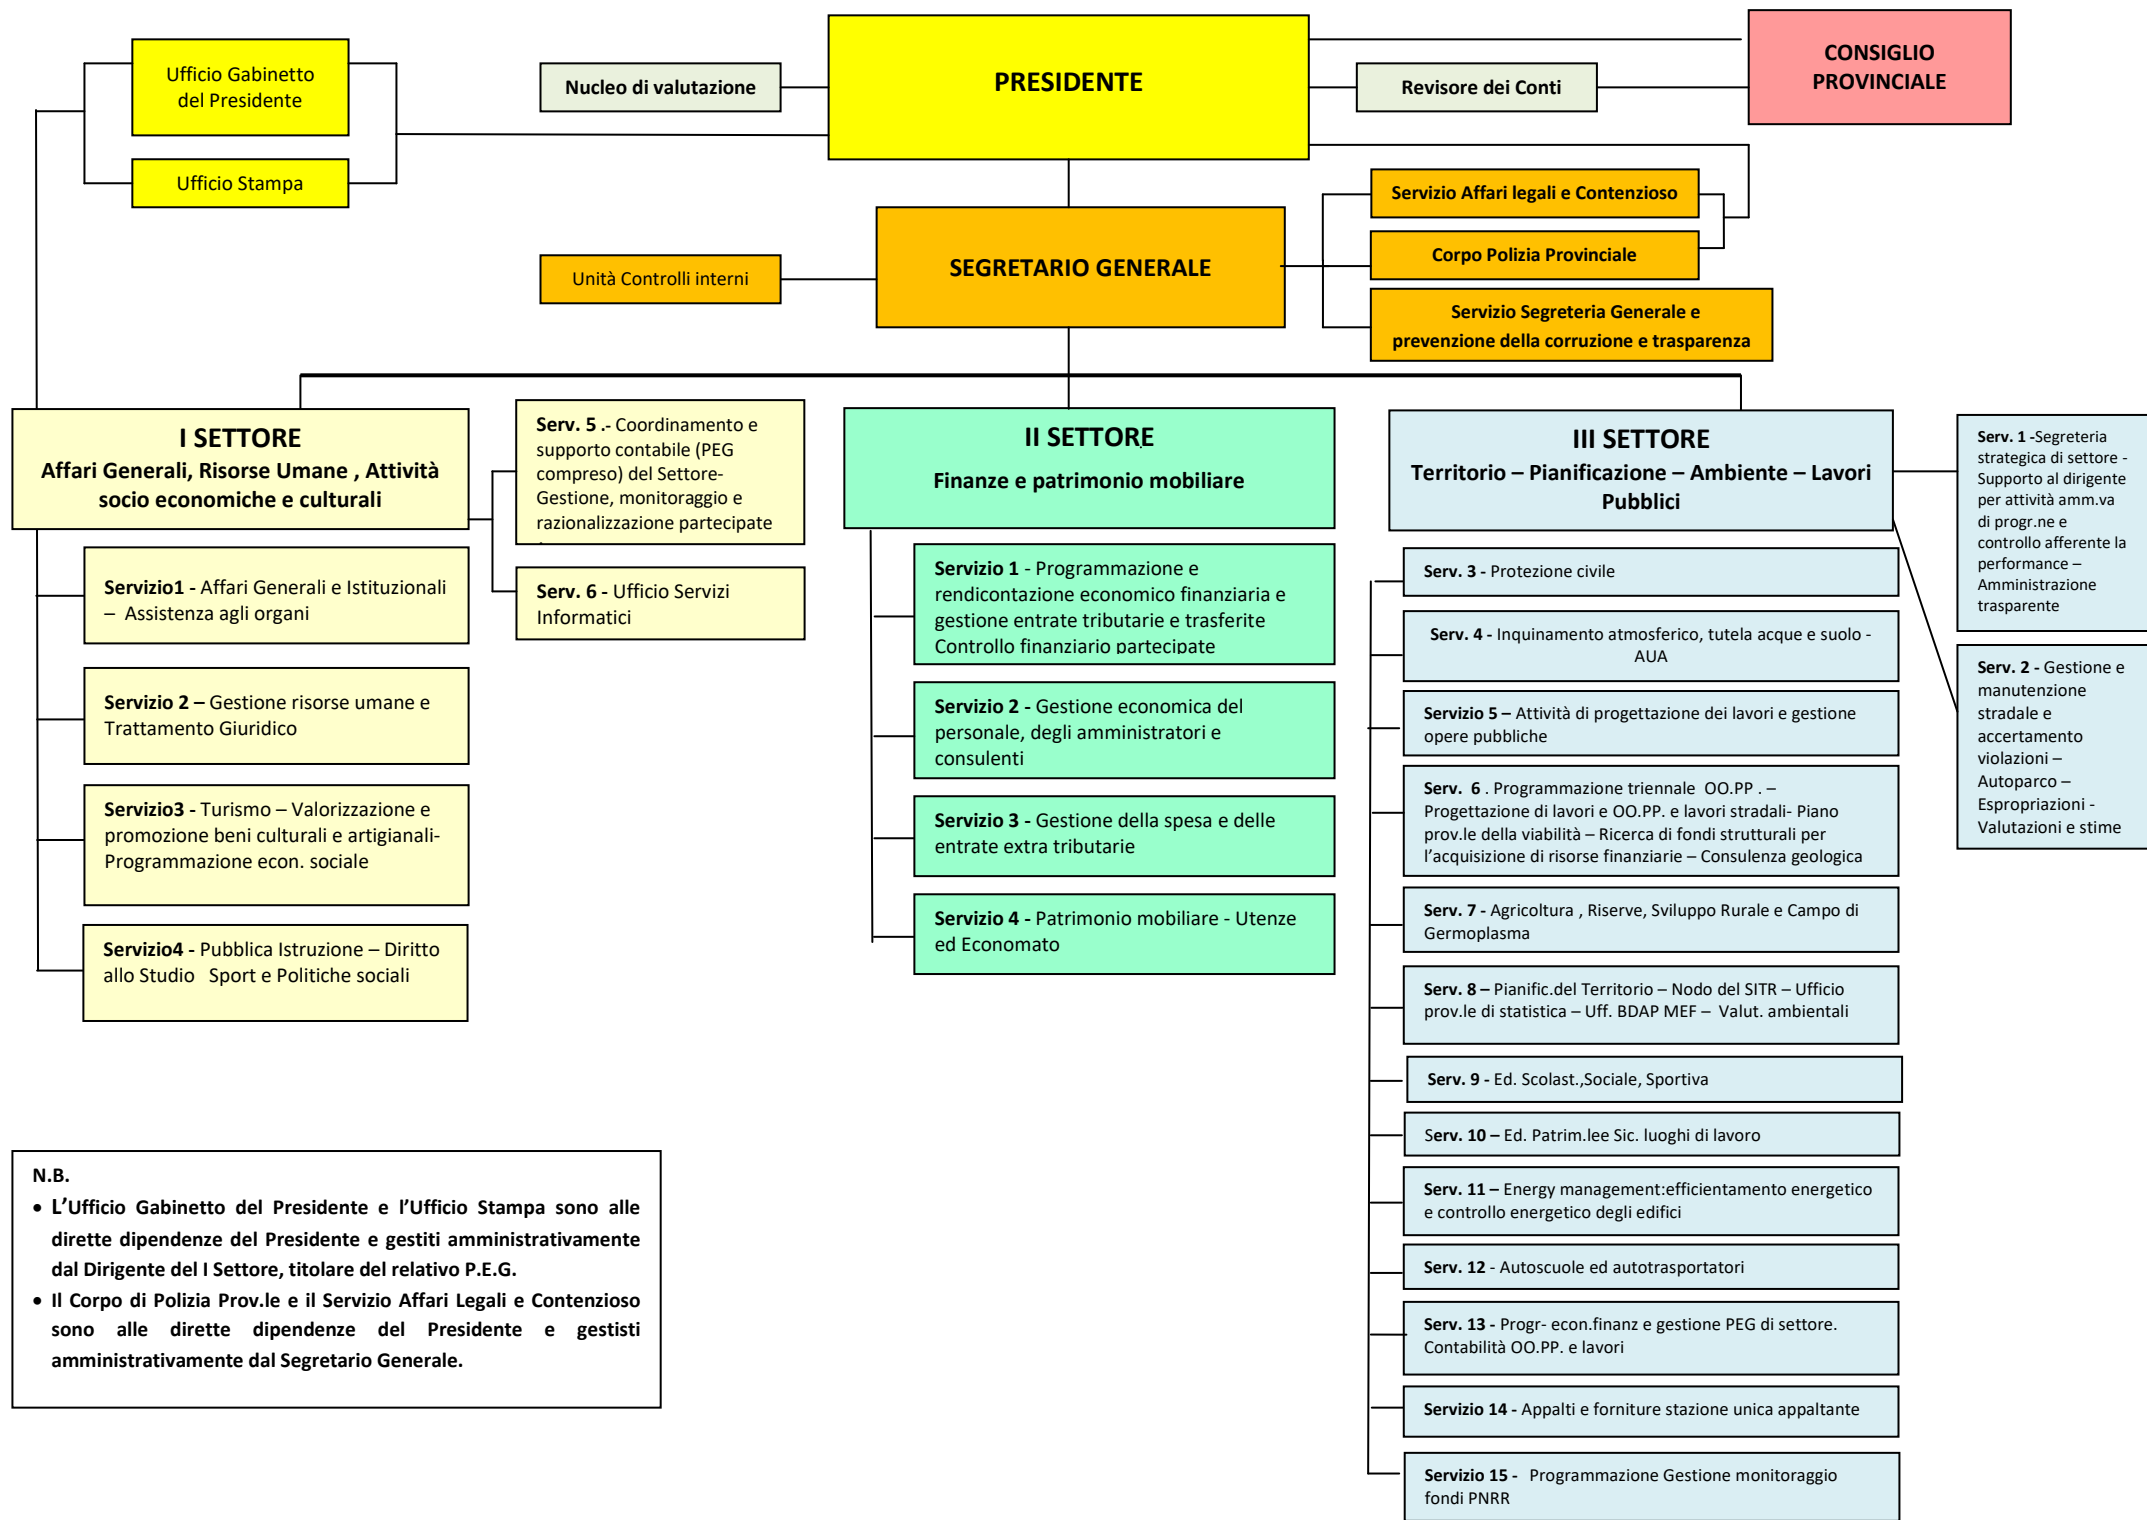 Ufficio Gabinetto
del Presidente
Ufficio Stampa
Nucleo di valutazione
PRESIDENTE
Revisore dei Conti
CONSIGLIO
PROVINCIALE
Servizio Affari legali e Contenzioso
Corpo Polizia Provinciale
Servizio Segreteria Generale e
prevenzione della corruzione e trasparenza
Unità Controlli interni
SEGRETARIO GENERALE
I SETTORE
Affari Generali, Risorse Umane , Attività
socio economiche e culturali
Servizio1 - Affari Generali e Istituzionali
– Assistenza agli organi
Servizio 2 – Gestione risorse umane e
Trattamento Giuridico
Servizio3 - Turismo – Valorizzazione e
promozione beni culturali e artigianali-
Programmazione econ. sociale
Servizio4 - Pubblica Istruzione – Diritto
allo Studio Sport e Politiche sociali
Serv. 5 .- Coordinamento e
supporto contabile (PEG
compreso) del Settore-
Gestione, monitoraggio e
razionalizzazione partecipate
Serv. 6 - Ufficio Servizi
Informatici
II SETTORE
Finanze e patrimonio mobiliare
Servizio 1 - Programmazione e
rendicontazione economico finanziaria e
gestione entrate tributarie e trasferite
Controllo finanziario partecipate
Servizio 2 - Gestione economica del
personale, degli amministratori e
consulenti
Servizio 3 - Gestione della spesa e delle
entrate extra tributarie
Servizio 4 - Patrimonio mobiliare - Utenze
ed Economato
III SETTORE
Territorio – Pianificazione – Ambiente – Lavori
Pubblici
Serv. 1 -Segreteria
strategica di settore -
Supporto al dirigente
per attività amm.va
di progr.ne e
controllo afferente la
performance –
Amministrazione
trasparente
Serv. 2 - Gestione e
manutenzione
stradale e
accertamento
violazioni –
Autoparco –
Espropriazioni -
Valutazioni e stime
Serv. 3 - Protezione civile
Serv. 4 - Inquinamento atmosferico, tutela acque e suolo -
AUA
Servizio 5 – Attività di progettazione dei lavori e gestione
opere pubbliche
Serv. 6 . Programmazione triennale OO.PP . –
Progettazione di lavori e OO.PP. e lavori stradali- Piano
prov.le della viabilità – Ricerca di fondi strutturali per
l’acquisizione di risorse finanziarie – Consulenza geologica
Serv. 7 - Agricoltura , Riserve, Sviluppo Rurale e Campo di
Germoplasma
Serv. 8 – Pianific.del Territorio – Nodo del SITR – Ufficio
prov.le di statistica – Uff. BDAP MEF – Valut. ambientali
Serv. 9 - Ed. Scolast.,Sociale, Sportiva
Serv. 10 – Ed. Patrim.lee Sic. luoghi di lavoro
Serv. 11 – Energy management:efficientamento energetico
e controllo energetico degli edifici
Serv. 12 - Autoscuole ed autotrasportatori
Serv. 13 - Progr- econ.finanz e gestione PEG di settore.
Contabilità OO.PP. e lavori
Servizio 14 - Appalti e forniture stazione unica appaltante
Servizio 15 - Programmazione Gestione monitoraggio
fondi PNRR
N.B.
• L’Ufficio Gabinetto del Presidente e l’Ufficio Stampa sono alle
dirette dipendenze del Presidente e gestiti amministrativamente
dal Dirigente del I Settore, titolare del relativo P.E.G.
• Il Corpo di Polizia Prov.le e il Servizio Affari Legali e Contenzioso
sono alle dirette dipendenze del Presidente e gestisti
amministrativamente dal Segretario Generale.